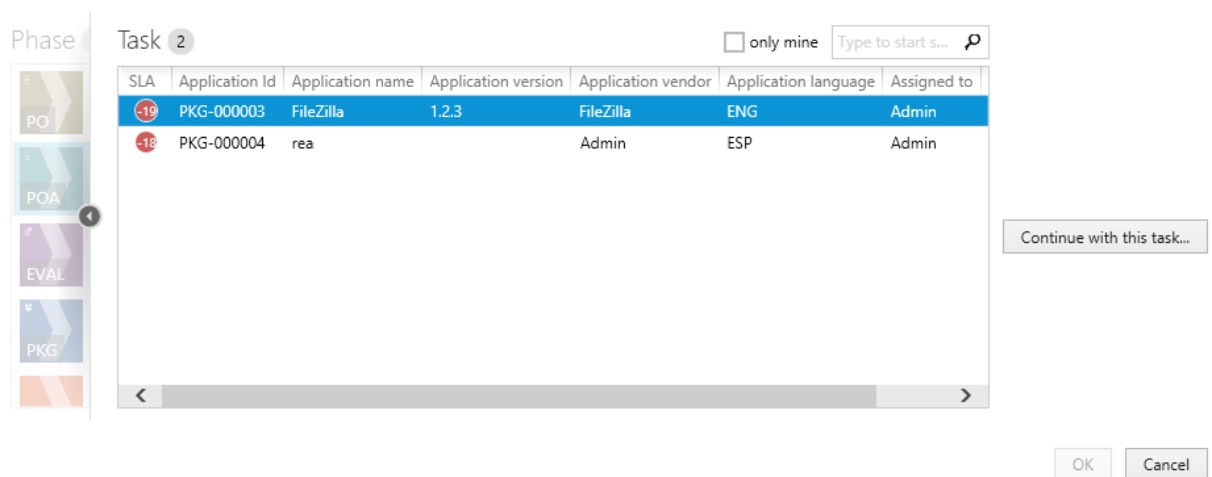 Phase
Task 2
only mine
Type to start s...
SLA Application Id Application name Application version Application vendor Application language Assigned to
-19 PKG-000003 FileZilla 1.2.3 FileZilla ENG Admin
-18 PKG-000004 rea Admin ESP Admin
PO
POA
EVAL
PKG
Continue with this task...
OK Cancel